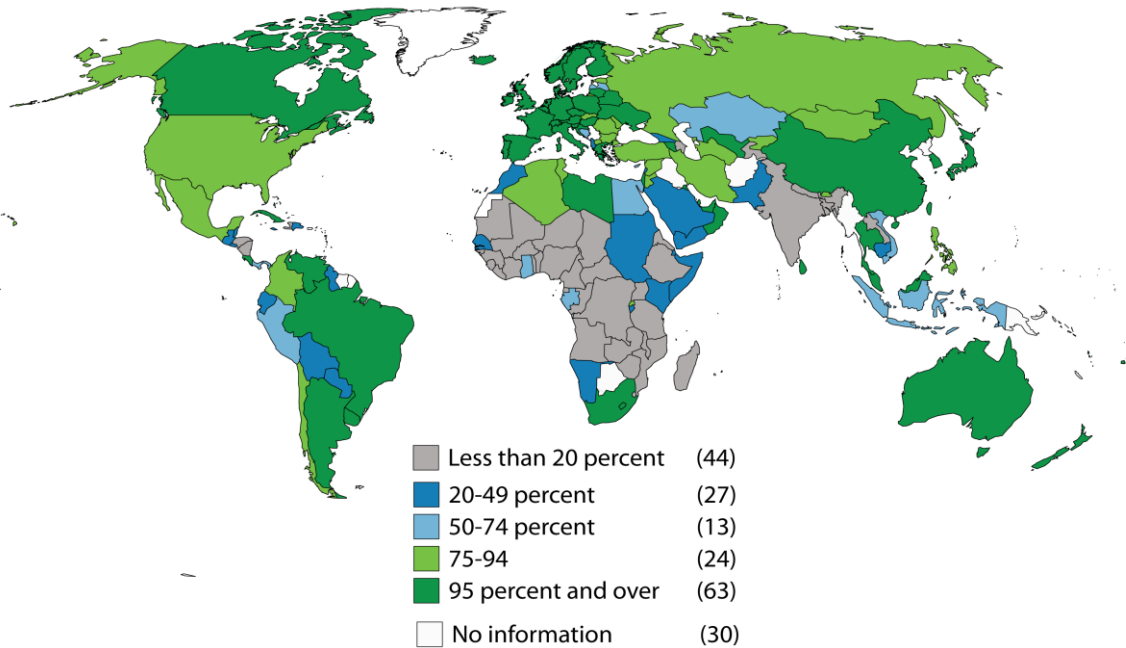 Less than 20 percent (44)
20-49 percent (27)
50-74 percent (13)
75-94 (24)
95 percent and over (63)
No information (30)